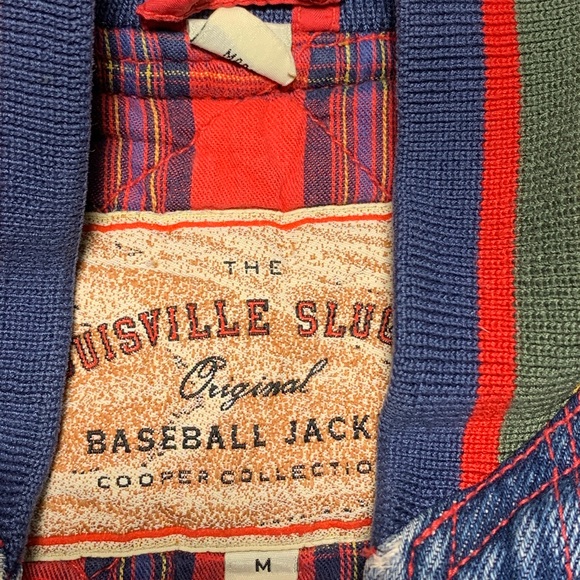 THE
UISVILLE SLUG
Original
BASEBALL JACK
COOPER COLLECTIO
M